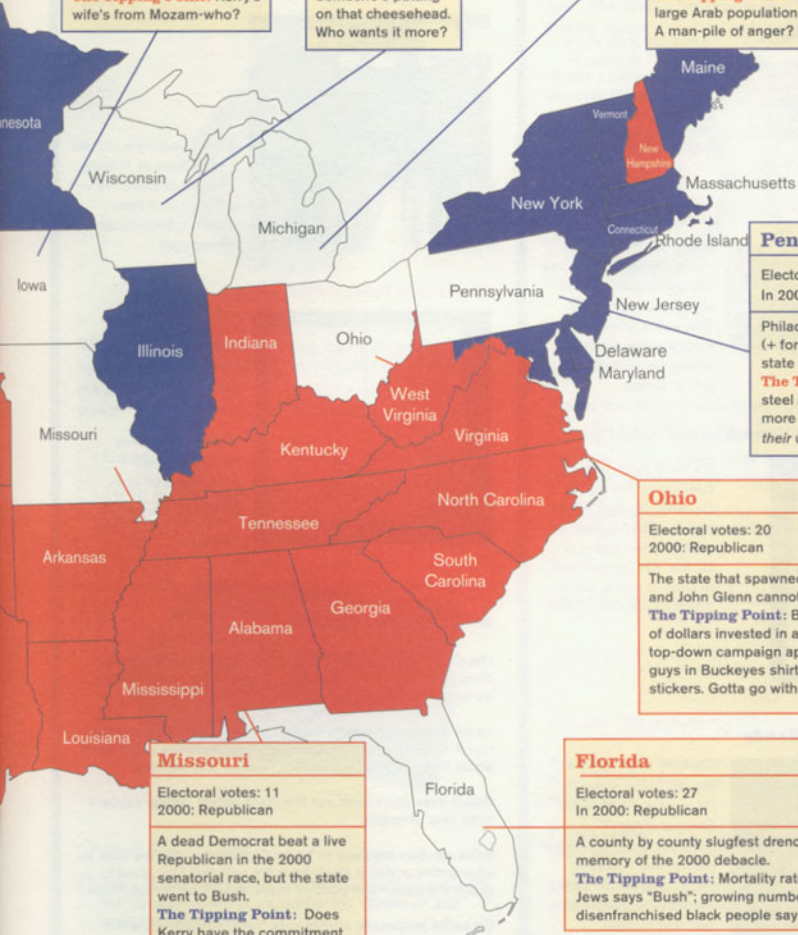 wife's from Mozam-who?
on that cheesehead.
Who wants it more?
large Arab population
A man-pile of anger?
Maine
nesota
Vermont
New
Hampshire
Wisconsin
Massachusetts
New York
Michigan
Connecticut
Rhode Island
Pen
Iowa
Electo
In 200
Pennsylvania
New Jersey
Illinois
Indiana
Ohio
Delaware
Maryland
Philad
(+ for
state
The T
steel
more
their u
West
Virginia
Missouri
Kentucky
Virginia
North Carolina
Tennessee
Arkansas
South
Carolina
Georgia
Alabama
Mississippi
Louisiana
Florida
Ohio
Electoral votes: 20
2000: Republican
The state that spawned
and John Glenn cannot
The Tipping Point: B
of dollars invested in a
top-down campaign ap
guys in Buckeyes shirt
stickers. Gotta go with
Missouri
Electoral votes: 11
2000: Republican
A dead Democrat beat a live
Republican in the 2000
senatorial race, but the state
went to Bush.
The Tipping Point: Does
Kerry have the commitment
Florida
Electoral votes: 27
In 2000: Republican
A county by county slugfest drenc
memory of the 2000 debacle.
The Tipping Point: Mortality rat
Jews says "Bush"; growing numbe
disenfranchised black people say